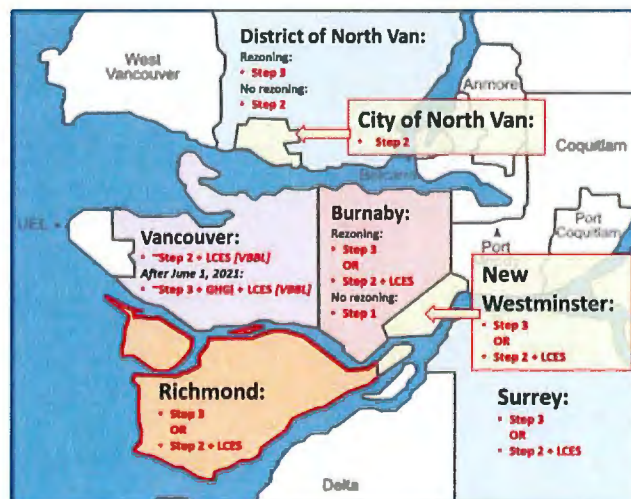 District of North Van:
Rezoning:
• Step 3
No rezoning:
• Step 2
West
Vancouver
Anmore
City of North Van:
• Step 2
Coquitlam
Belcarra
UEL
Vancouver:
• ~Step 2 + LCES [VBBL]
After June 1, 2021:
• ~Step 3 + GHGI + LCES [VBBL]
Burnaby:
Rezoning:
• Step 3
OR
• Step 2 + LCES
No rezoning:
• Step 1
Port
Coquitlam
Port
Moody
New
Westminster:
• Step 3
OR
• Step 2 + LCES
Richmond:
• Step 3
OR
• Step 2 + LCES
Surrey:
• Step 3
OR
• Step 2 + LCES
Delta